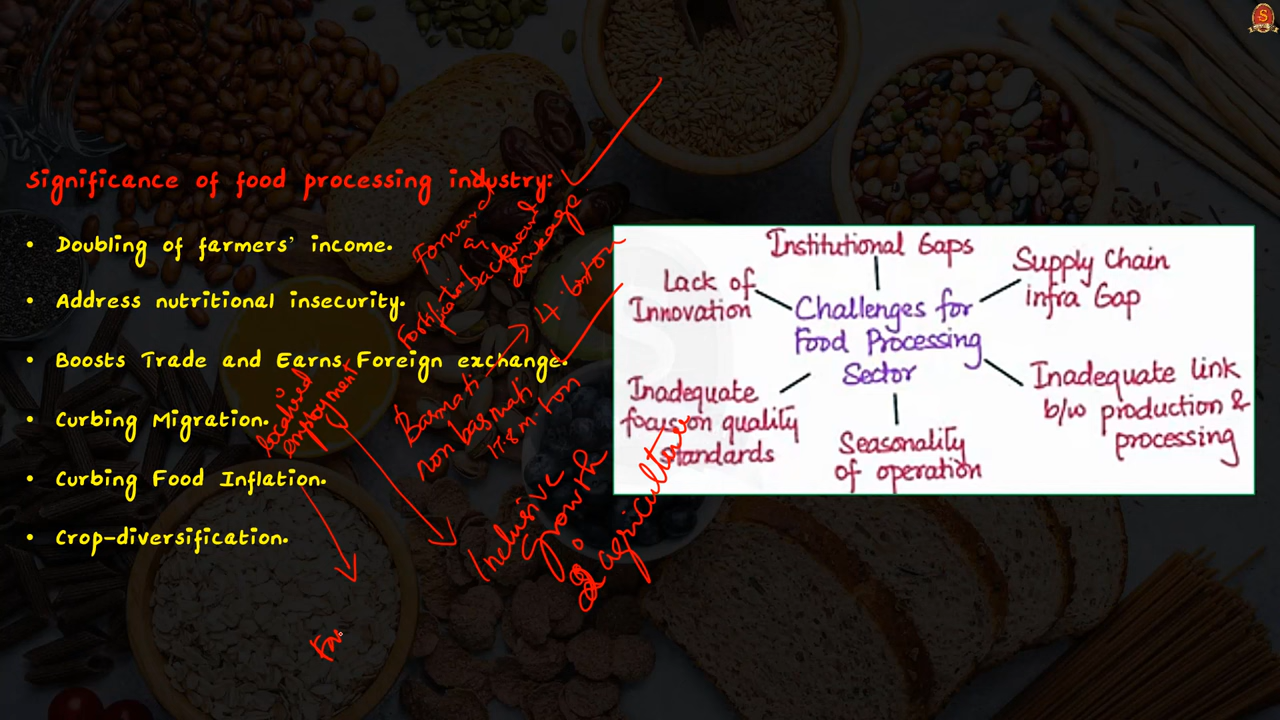 Significance of food processing industry:
• Doubling of farmers' income.
• Address nutritional insecurity.
• Boosts Trade and Earns Foreign exchange.
• Curbing Migration.
• Curbing Food Inflation.
• Crop-diversification.
Forward
backward
linkage
Basmati → 4.
non basmati
17.8 m.ton
localised
employment
Inclusive
growth
agriculture
Institutional Gaps
Lack of
Innovation
Supply Chain
infra Gap
Challenges for
Food Processing
Sector
Inadequate
focus on quality
standards
Seasonality
of operation
Inadequate link
b/w production &
processing
S